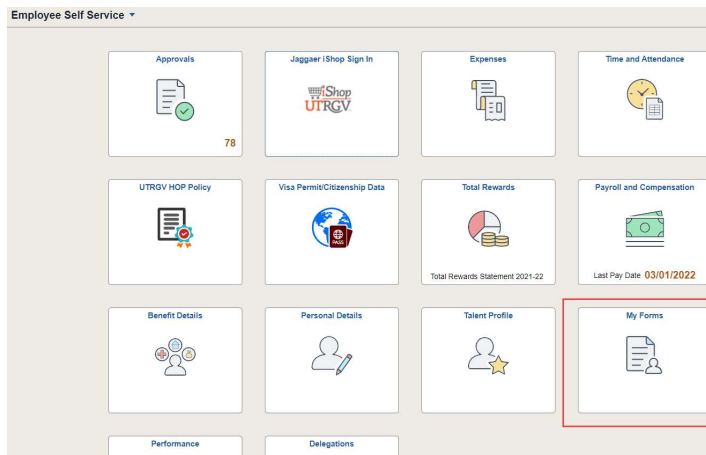 Employee Self Service
Approvals
Jaggaer iShop Sign In
Expenses
Time and Attendance
iShop
UTRGV
78
UTRGV HOP Policy
Visa Permit/Citizenship Data
Total Rewards
Payroll and Compensation
PASS
Total Rewards Statement 2021-22
Last Pay Date 03/01/2022
Benefit Details
Personal Details
Talent Profile
My Forms
Performance
Delegations